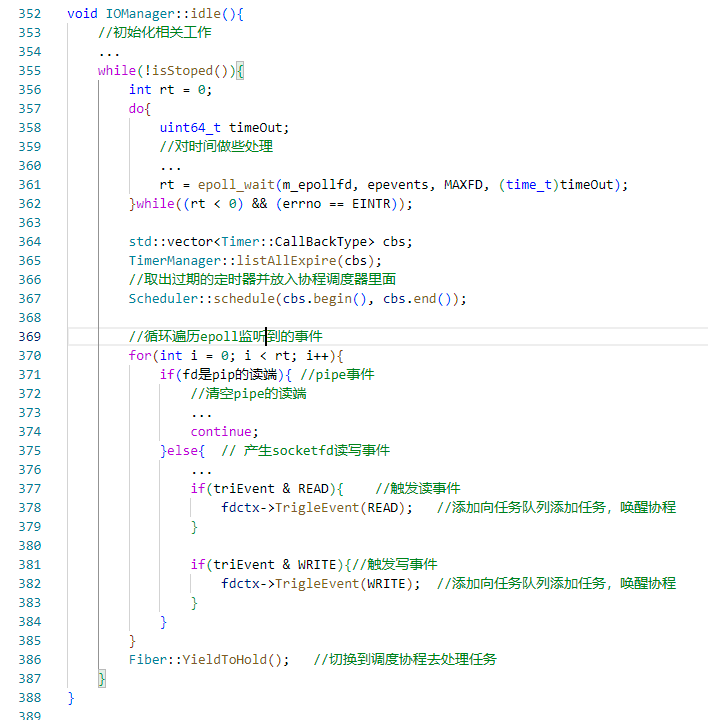 352 void IOManager::idle(){
353 //初始化相关工作
354 ...
355 while(!isStoped()){
356 int rt = 0;
357 do{
358 uint64_t timeOut;
359 //对时间做些处理
360 ...
361 rt = epoll_wait(m_epollfd, epevents, MAXFD, (time_t)timeOut);
362 }while((rt < 0) && (errno == EINTR));
363
364 std::vector<Timer::CallBackType> cbs;
365 TimerManager::listAllExpire(cbs);
366 //取出过期的定时器并放入协程调度器里面
367 Scheduler::schedule(cbs.begin(), cbs.end());
368
369 //循环遍历epoll监听到的事件
370 for(int i = 0; i < rt; i++){
371 if(fd是pip的读端){ //pipe事件
372 //清空pipe的读端
373 ...
374 continue;
375 }else{ // 产生socketfd读写事件
376 ...
377 if(triEvent & READ){ //触发读事件
378 fdctx->TrigleEvent(READ); //添加向任务队列添加任务，唤醒协程
379 }
380
381 if(triEvent & WRITE){//触发写事件
382 fdctx->TrigleEvent(WRITE); //添加向任务队列添加任务，唤醒协程
383 }
384 }
385 }
386 Fiber::YieldToHold(); //切换到调度协程去处理任务
387 }
388 }
389